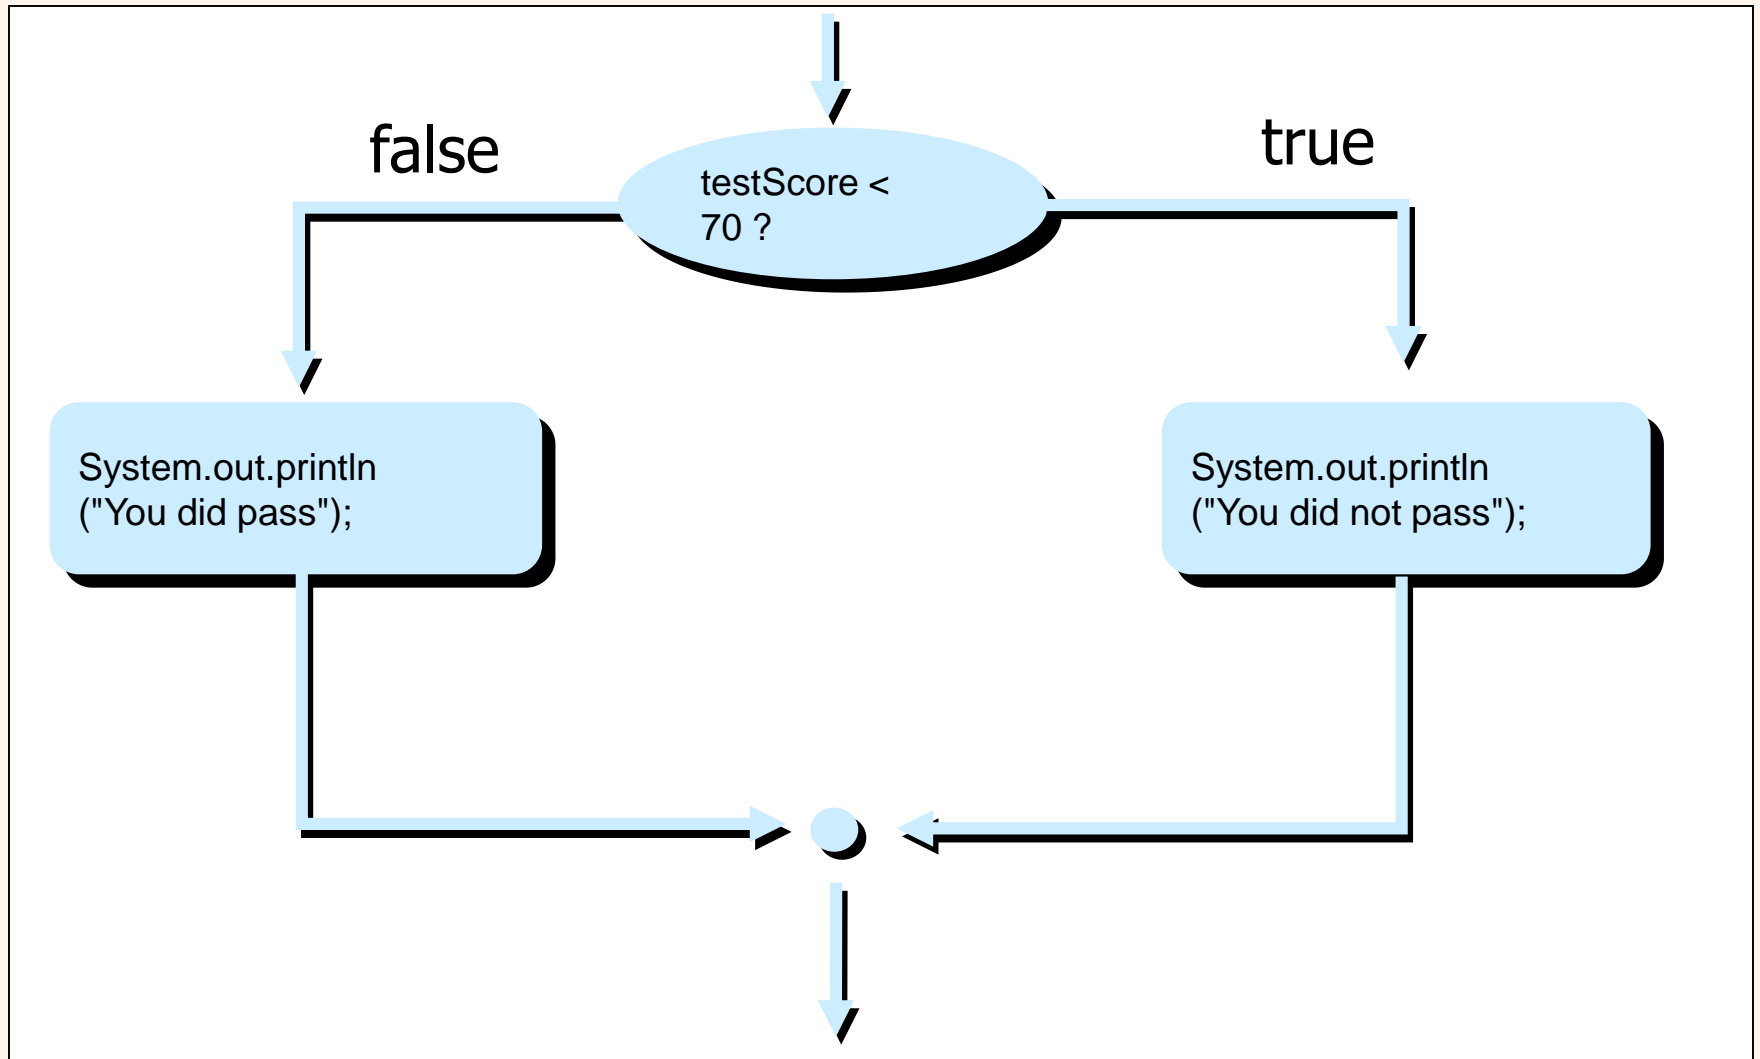 false
true
testScore <
70 ?
System.out.println
("You did pass");
System.out.println
("You did not pass");